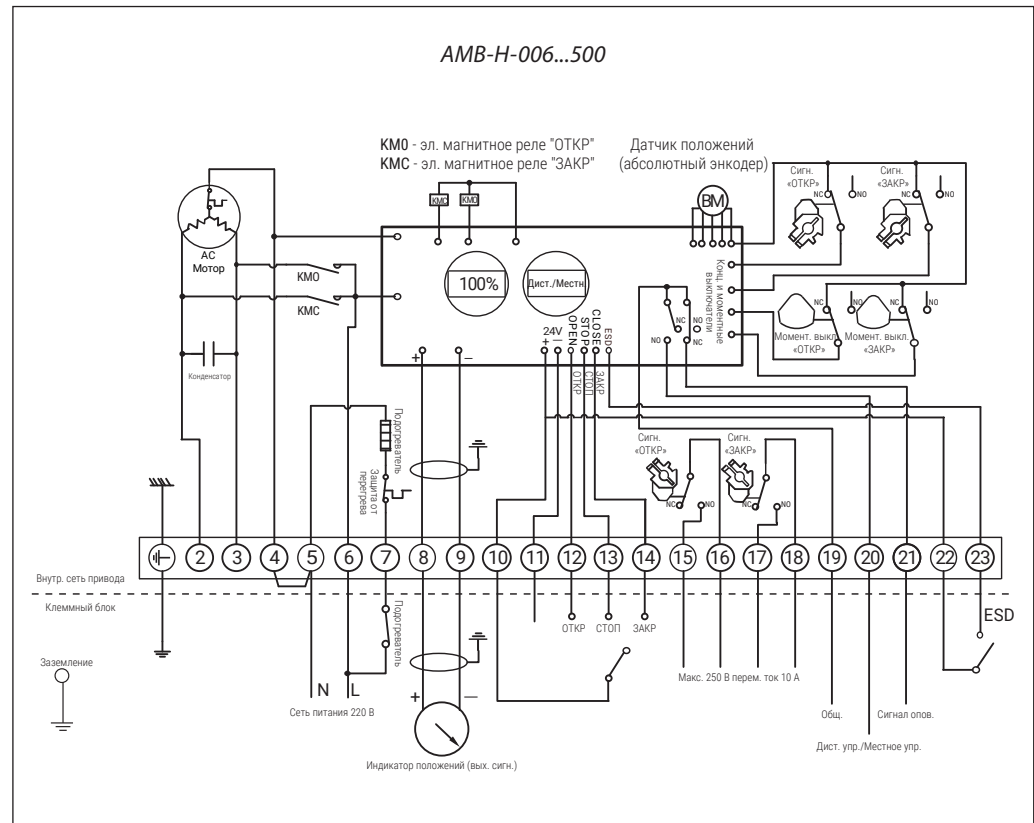 AMB-H-006...500
KM0 - эл. магнитное реле "ОТКР"
KMC - эл. магнитное реле "ЗАКР"
Датчик положений
(абсолютный энкодер)
Сигн.
«ОТКР»
NC
NO
Сигн.
«ЗАКР»
NC
NO
KMC
KM0
BM
AC
Мотор
KMO
KMC
100%
Дист./Местн
Конц. и моментные
выключатели
NC
NO
Момент. выкл.
«ОТКР»
NC
NO
Момент. выкл.
«ЗАКР»
NC
NO
NO
NC
+
–
24V
+
–
OPEN
STOP
CLOSE
ESD
ОТКР
СТОП
ЗАКР
Конденсатор
Подогреватель
Защита от
перегрева
Сигн.
«ОТКР»
NC
NO
Сигн.
«ЗАКР»
NC
NO
2
3
4
5
6
7
8
9
10
11
12
13
14
15
16
17
18
19
20
21
22
23
Внутр. сеть привода
Клеммный блок
Подогреватель
ОТКР
СТОП
ЗАКР
ESD
Заземление
N
L
Сеть питания 220 В
+
—
Макс. 250 В перем. ток 10 А
Общ.
Сигнал опов.
Дист. упр./Местное упр.
Индикатор положений (вых. сигн.)